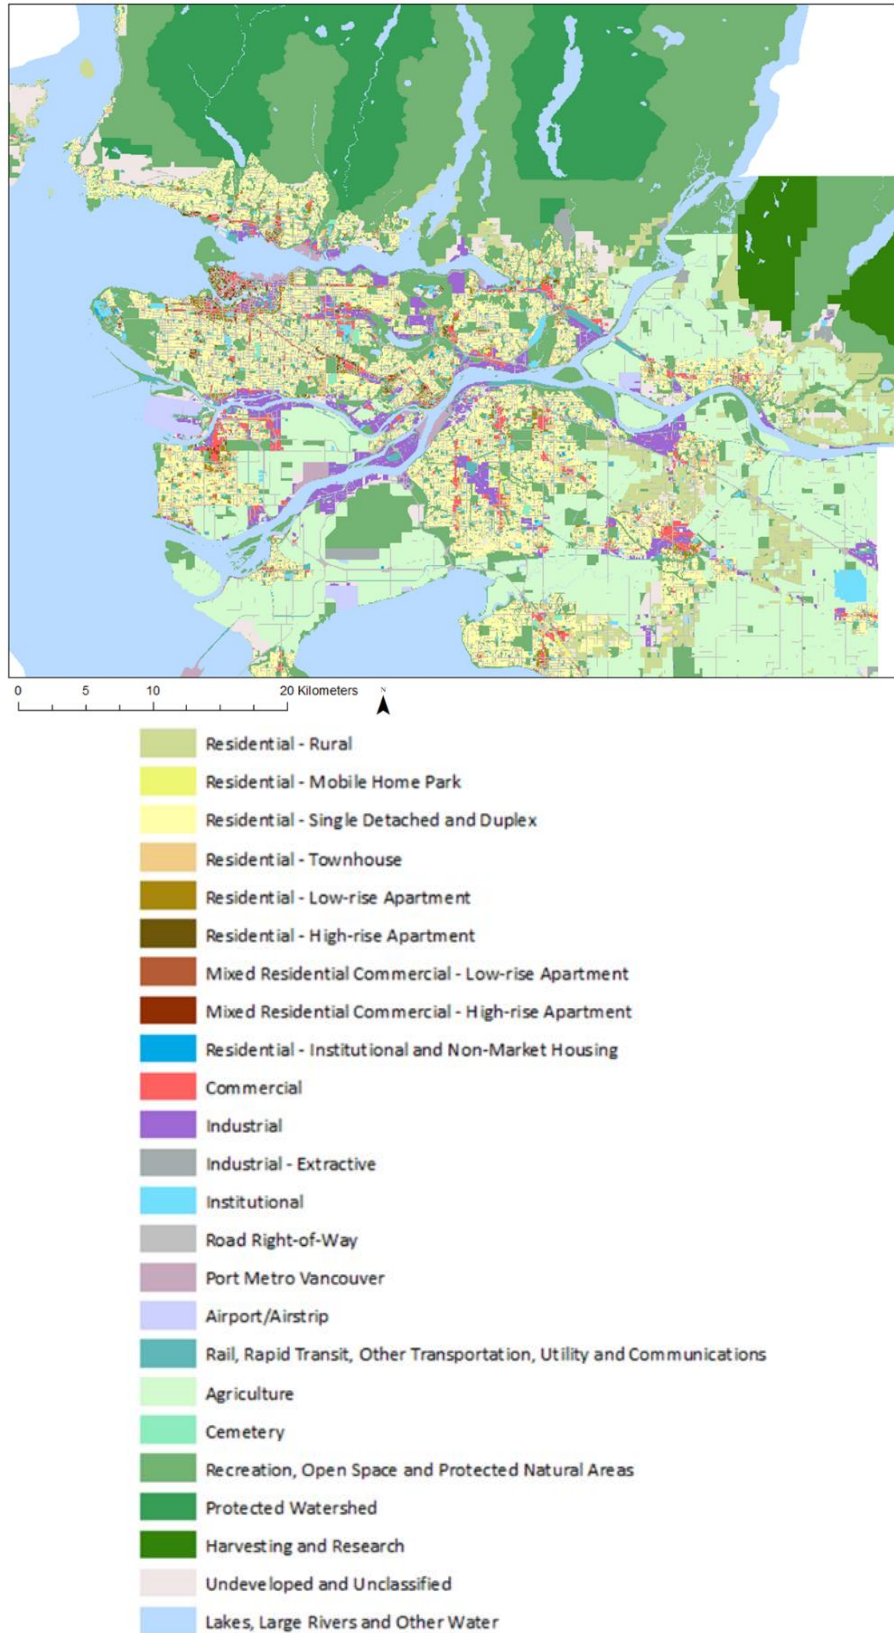 0 5 10 20 Kilometers
N
Residential - Rural
Residential - Mobile Home Park
Residential - Single Detached and Duplex
Residential - Townhouse
Residential - Low-rise Apartment
Residential - High-rise Apartment
Mixed Residential Commercial - Low-rise Apartment
Mixed Residential Commercial - High-rise Apartment
Residential - Institutional and Non-Market Housing
Commercial
Industrial
Industrial - Extractive
Institutional
Road Right-of-Way
Port Metro Vancouver
Airport/Airstrip
Rail, Rapid Transit, Other Transportation, Utility and Communications
Agriculture
Cemetery
Recreation, Open Space and Protected Natural Areas
Protected Watershed
Harvesting and Research
Undeveloped and Unclassified
Lakes, Large Rivers and Other Water